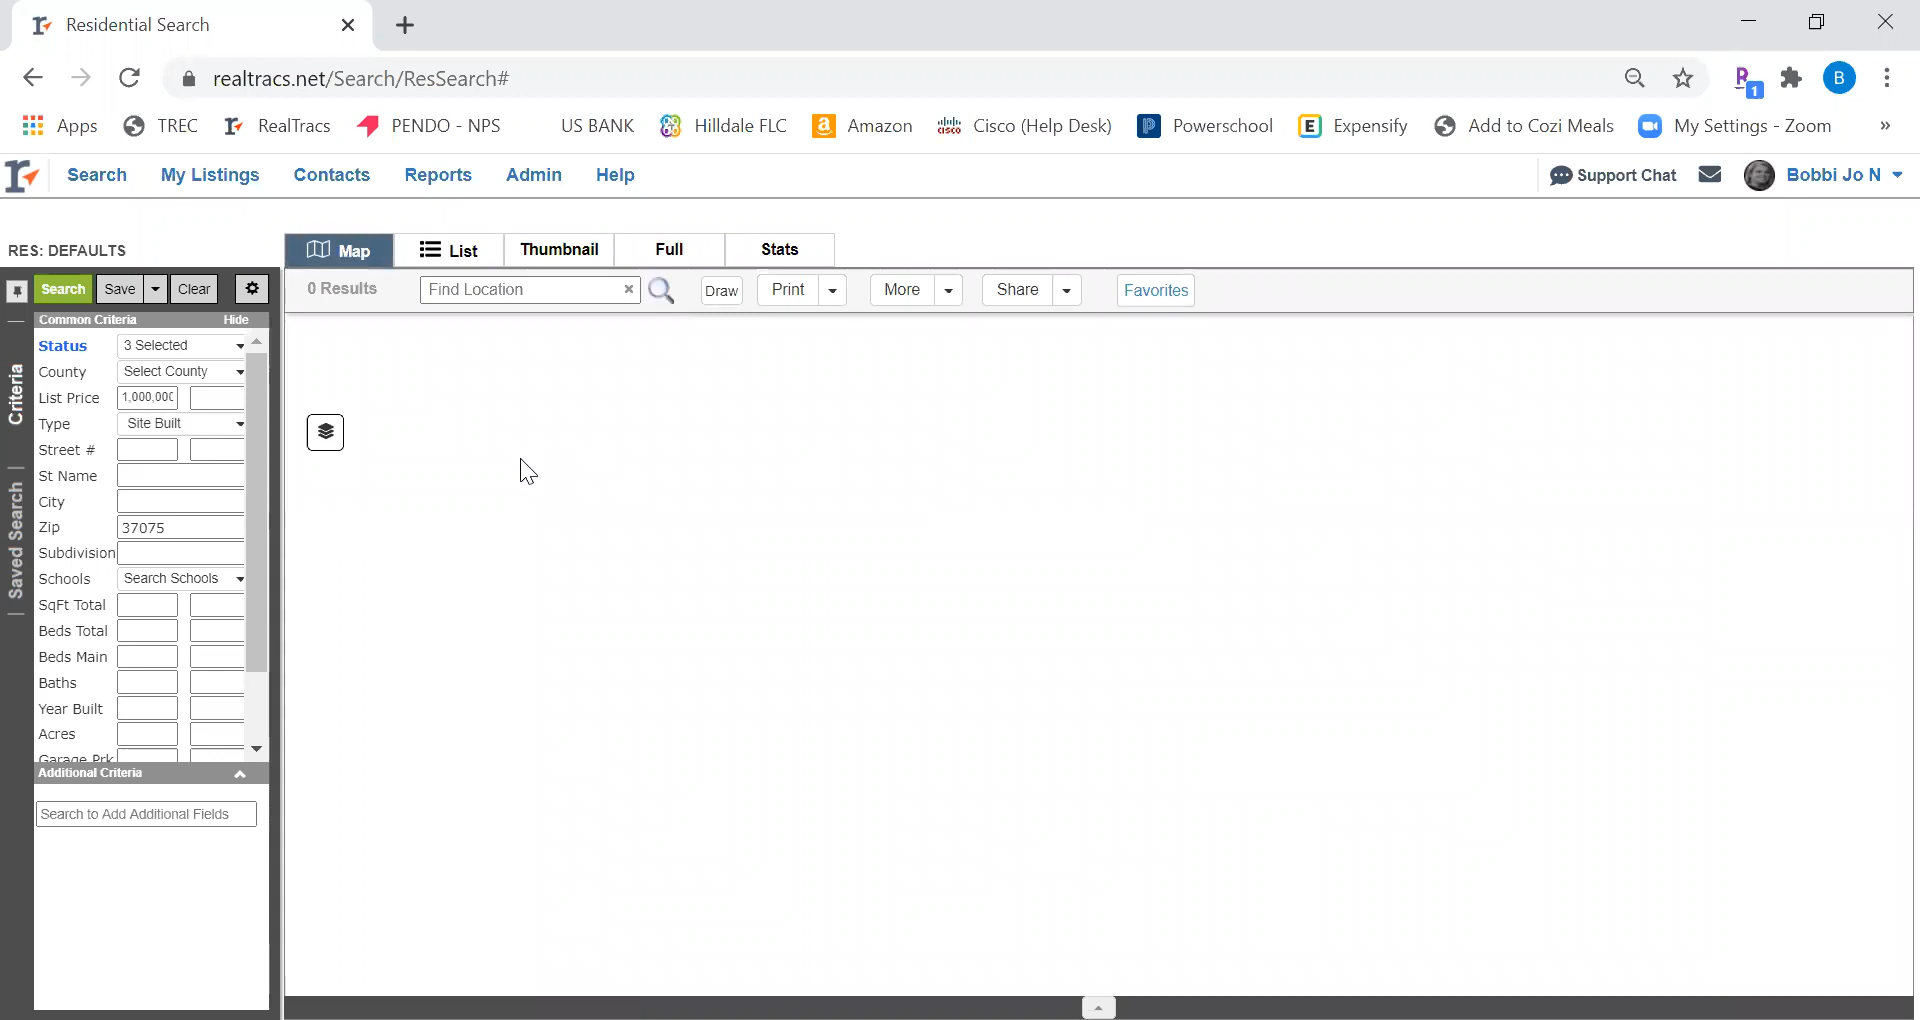 Residential Search
realtracs.net/Search/ResSearch#
B
1
Apps TREC RealTracs PENDO - NPS US BANK Hilldale FLC Amazon Cisco (Help Desk) Powerschool Expensify Add to Cozi Meals My Settings - Zoom »
Search My Listings Contacts Reports Admin Help Support Chat Bobbi Jo N
RES: DEFAULTS
Map List Thumbnail Full Stats
Search Save Clear
0 Results Find Location × Draw Print More Share Favorites
Common Criteria Hide
Criteria
Saved Search
Status 3 Selected
County Select County
List Price 1,000,000
Type Site Built
Street #
St Name
City
Zip 37075
Subdivision
Schools Search Schools
SqFt Total
Beds Total
Beds Main
Baths
Year Built
Acres
Garage Prk
Additional Criteria
Search to Add Additional Fields